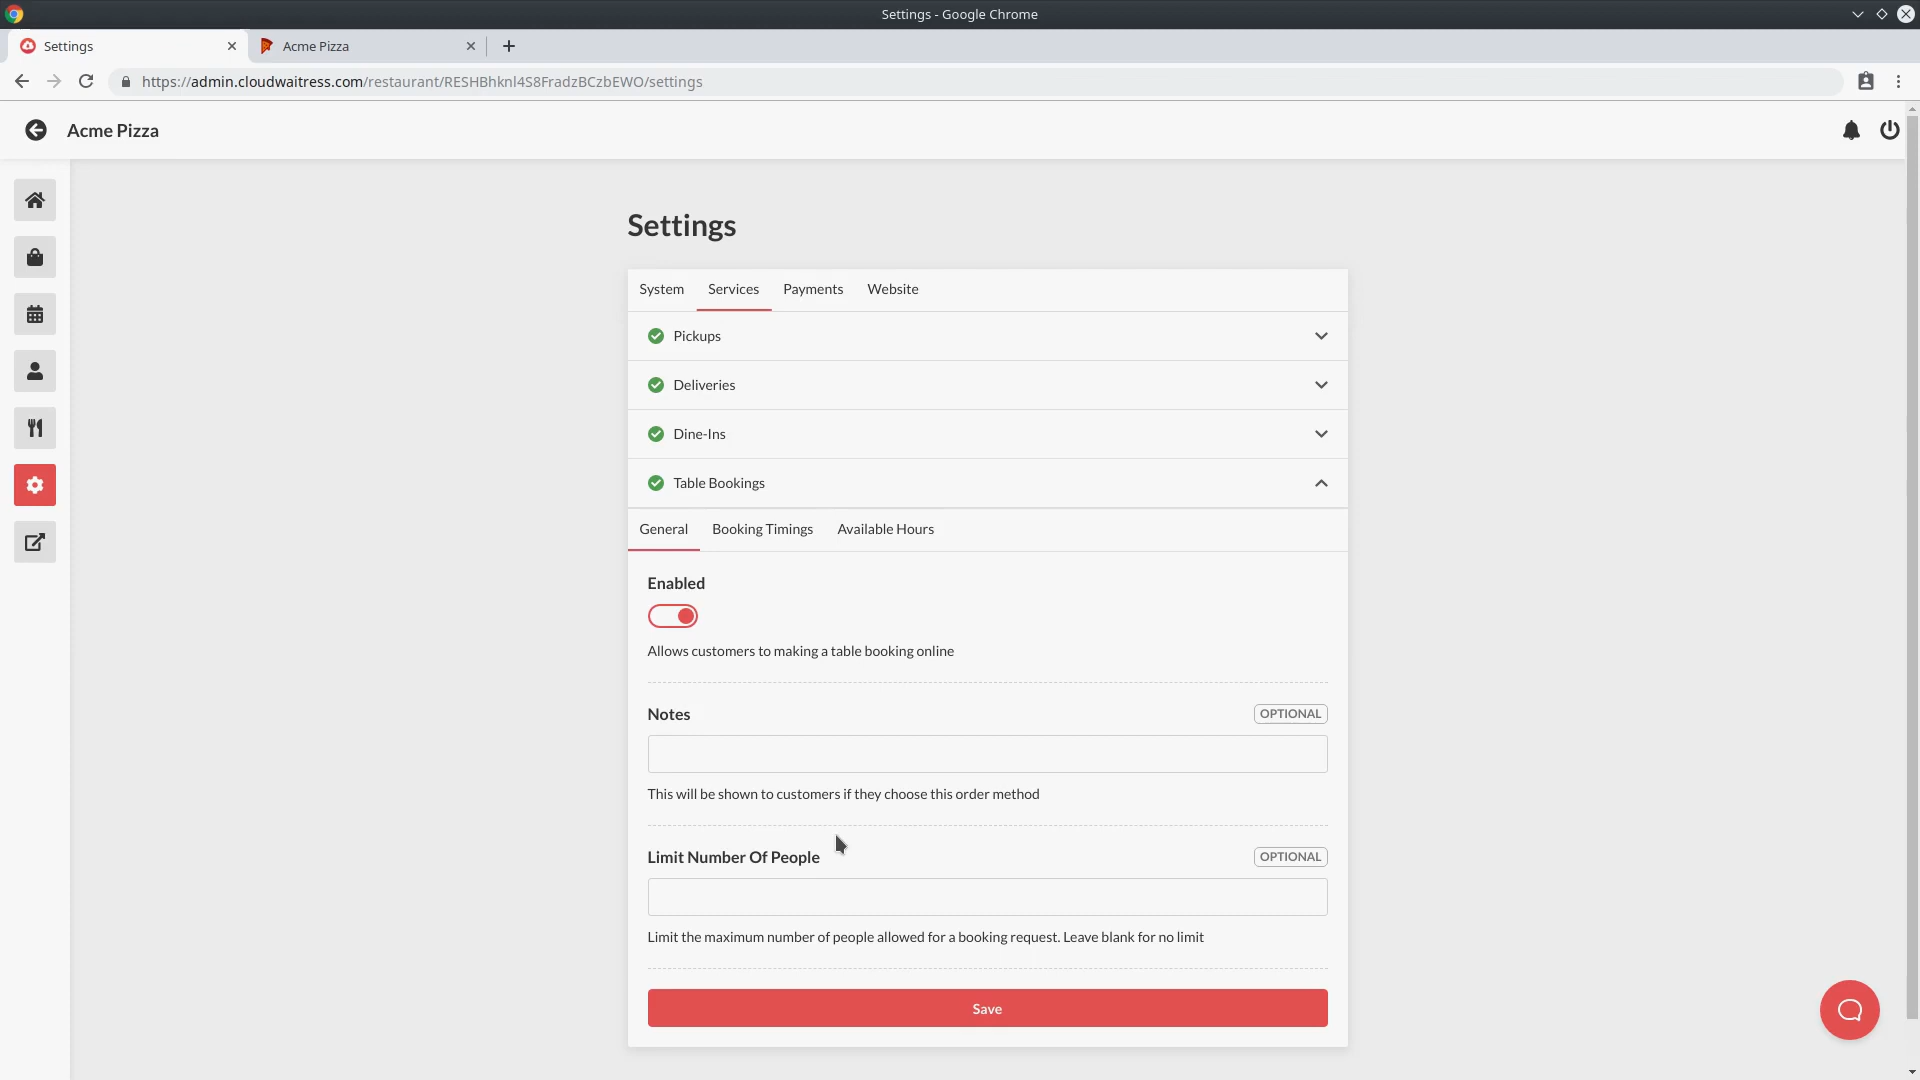 Settings - Google Chrome
Settings
Acme Pizza
https://admin.cloudwaitress.com/restaurant/RESHBhknl4S8FradzBCzbEWO/settings
Acme Pizza
Settings
System Services Payments Website
Pickups
Deliveries
Dine-Ins
Table Bookings
General Booking Timings Available Hours
Enabled
Allows customers to making a table booking online
Notes OPTIONAL
This will be shown to customers if they choose this order method
Limit Number Of People OPTIONAL
Limit the maximum number of people allowed for a booking request. Leave blank for no limit
Save